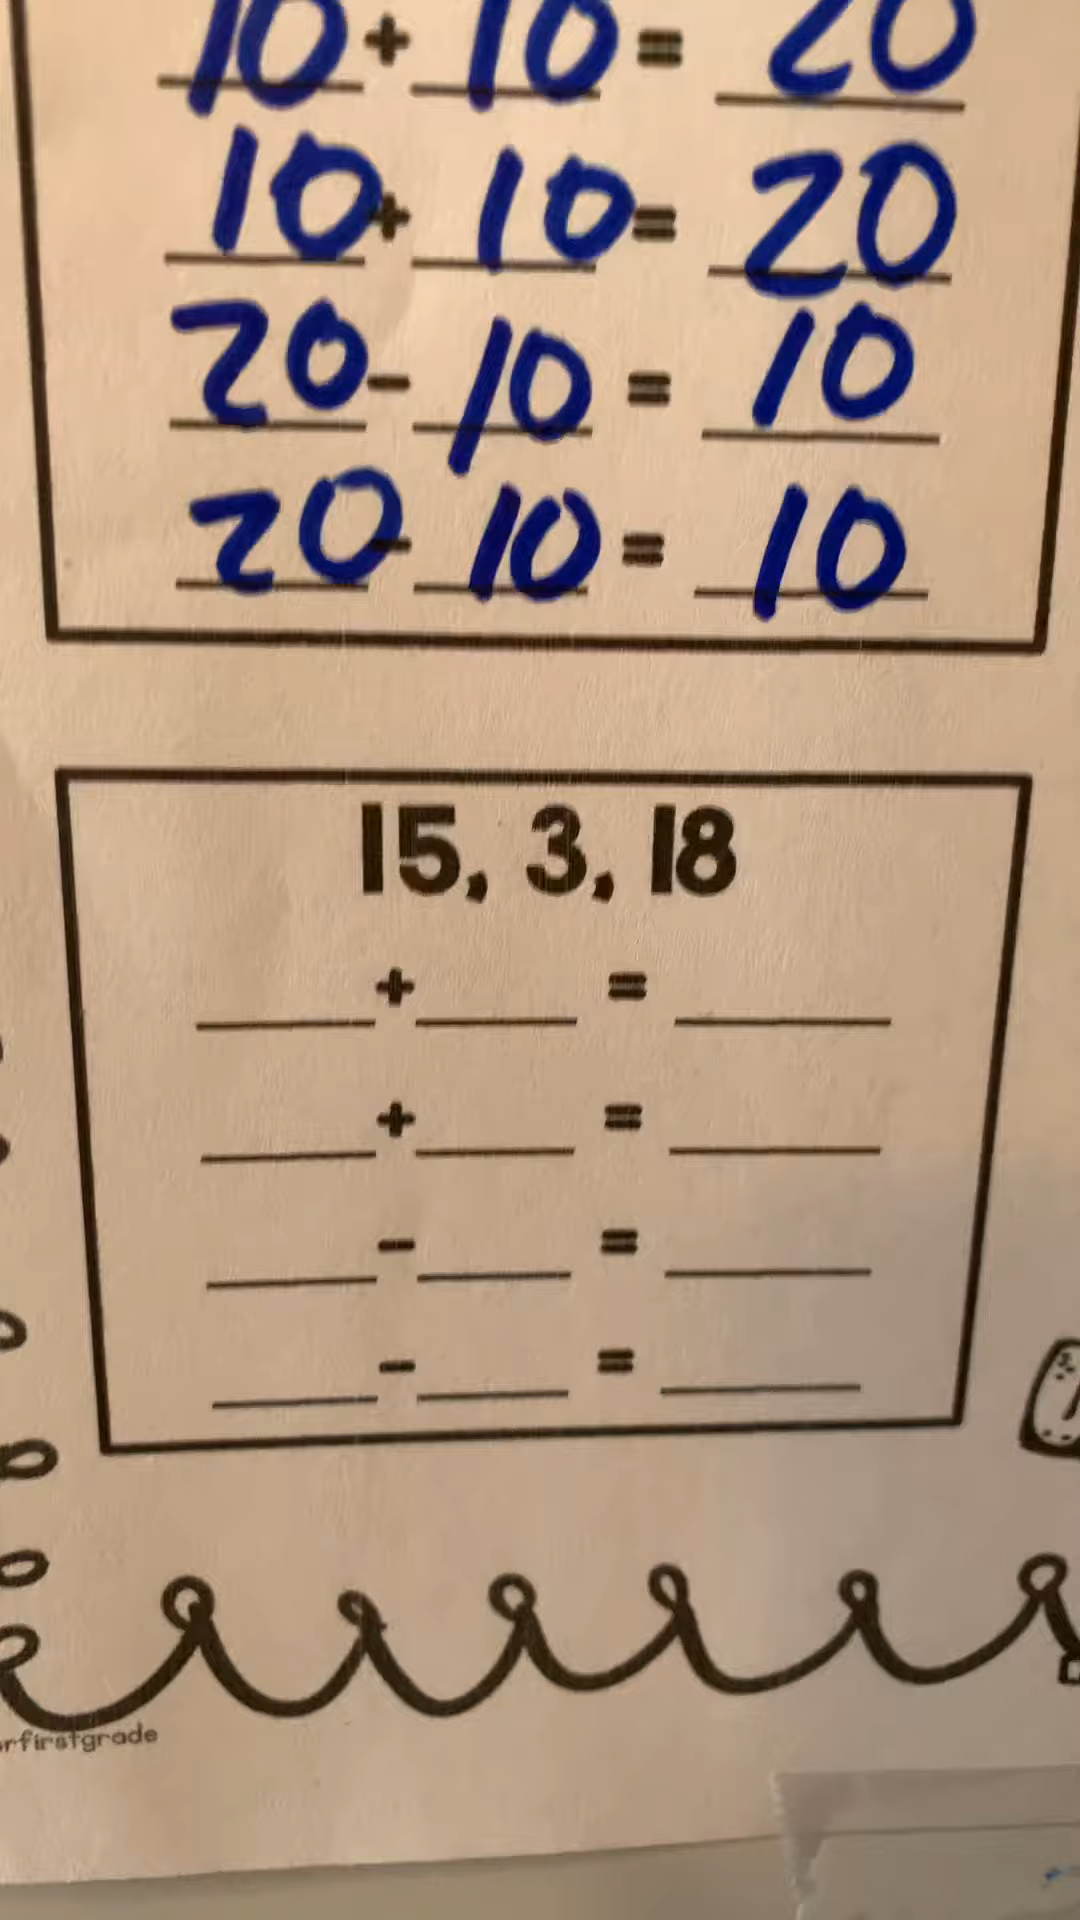 10 + 10 = 20
10 + 10 = 20
20 - 10 = 10
20 - 10 = 10
15, 3, 18
+ =
+ =
- =
- =
rfirstgrade